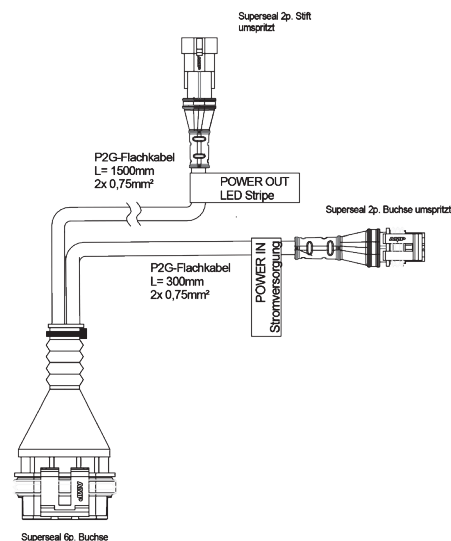 Superseal 2p. Stift
umspritzt
P2G-Flachkabel
L= 1500mm
2x 0,75mm²
POWER OUT
LED Stripe
Superseal 2p. Buchse umspritzt
P2G-Flachkabel
L= 300mm
2x 0,75mm²
POWER IN
Stromversorgung
Superseal 6p. Buchse